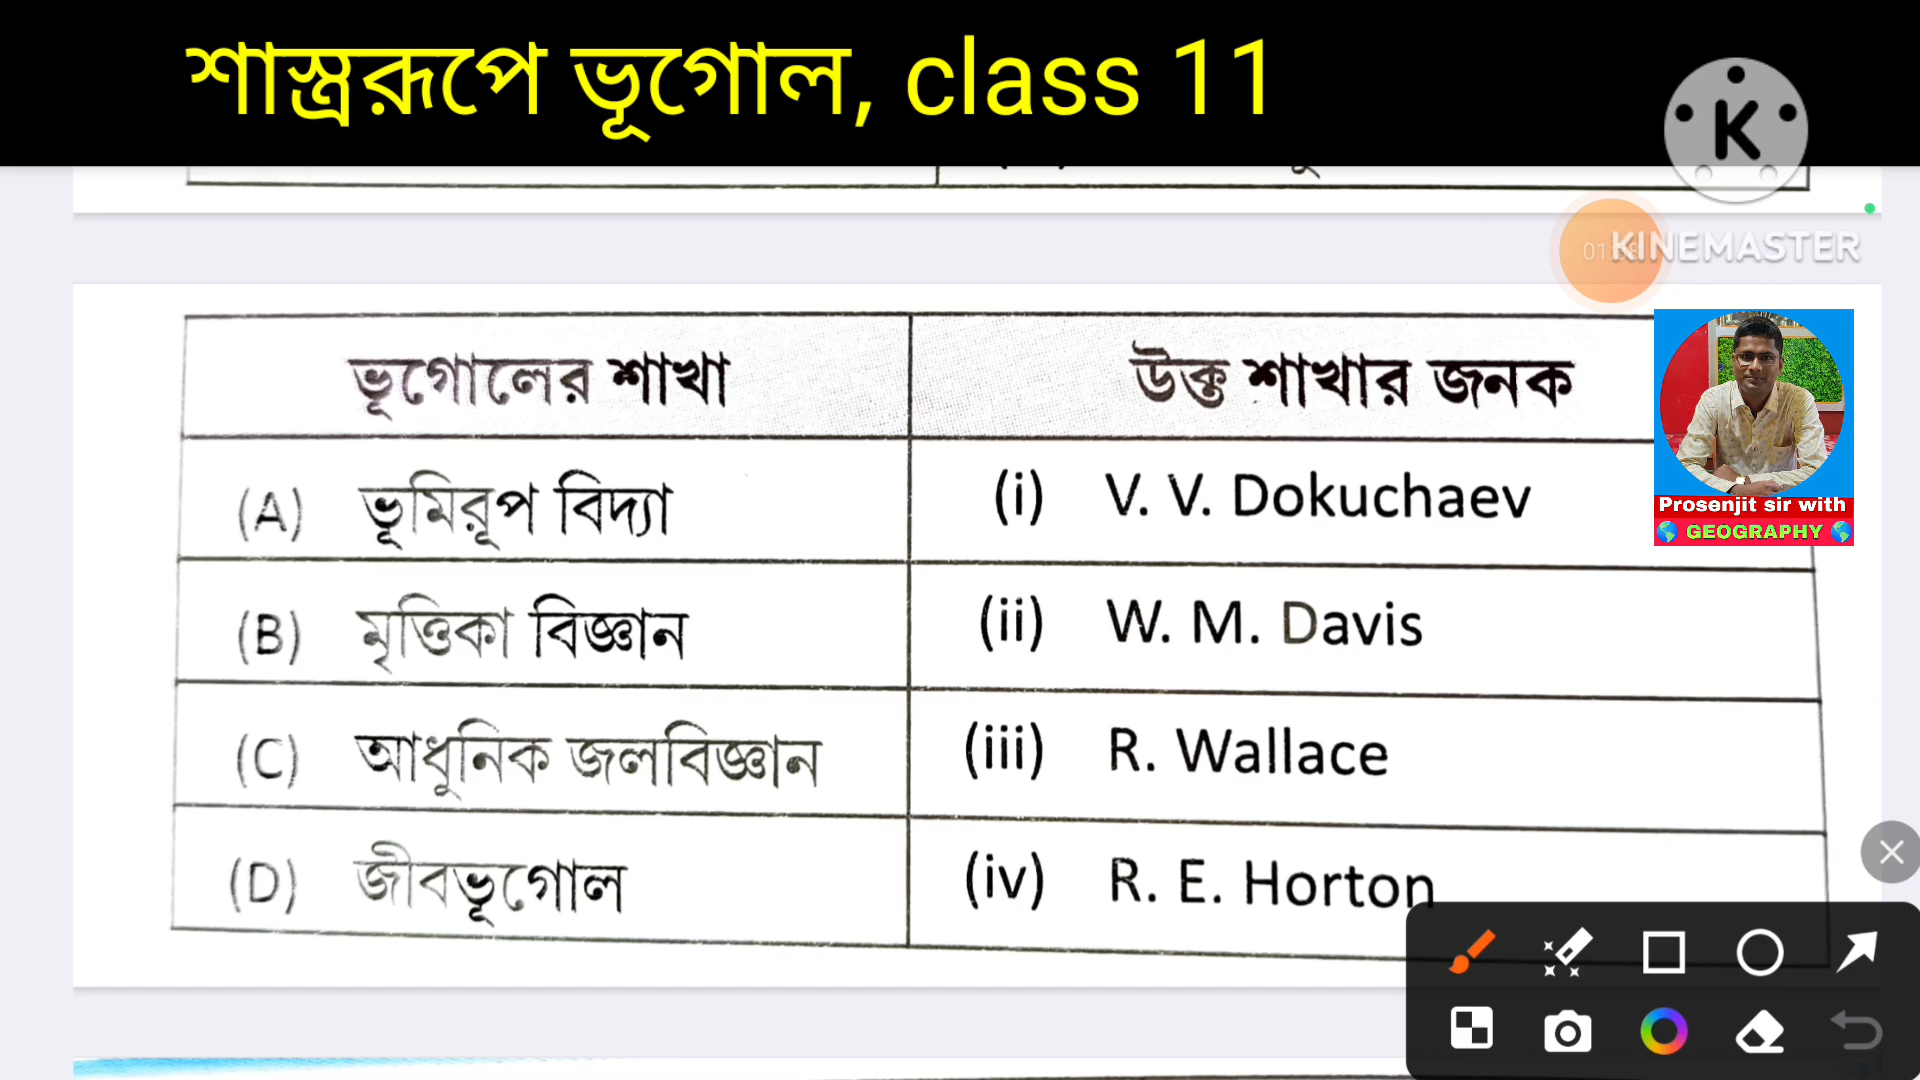 শাস্ত্ররূপে ভূগোল, class 11
K
KINEMASTER
ভূগোলের শাখা
উক্ত শাখার জনক
(A) ভূমিরূপ বিদ্যা
(i) V. V. Dokuchaev
Prosenjit sir with
GEOGRAPHY
(B) মৃত্তিকা বিজ্ঞান
(ii) W. M. Davis
(C) আধুনিক জলবিজ্ঞান
(iii) R. Wallace
(D) জীবভূগোল
(iv) R. E. Horton